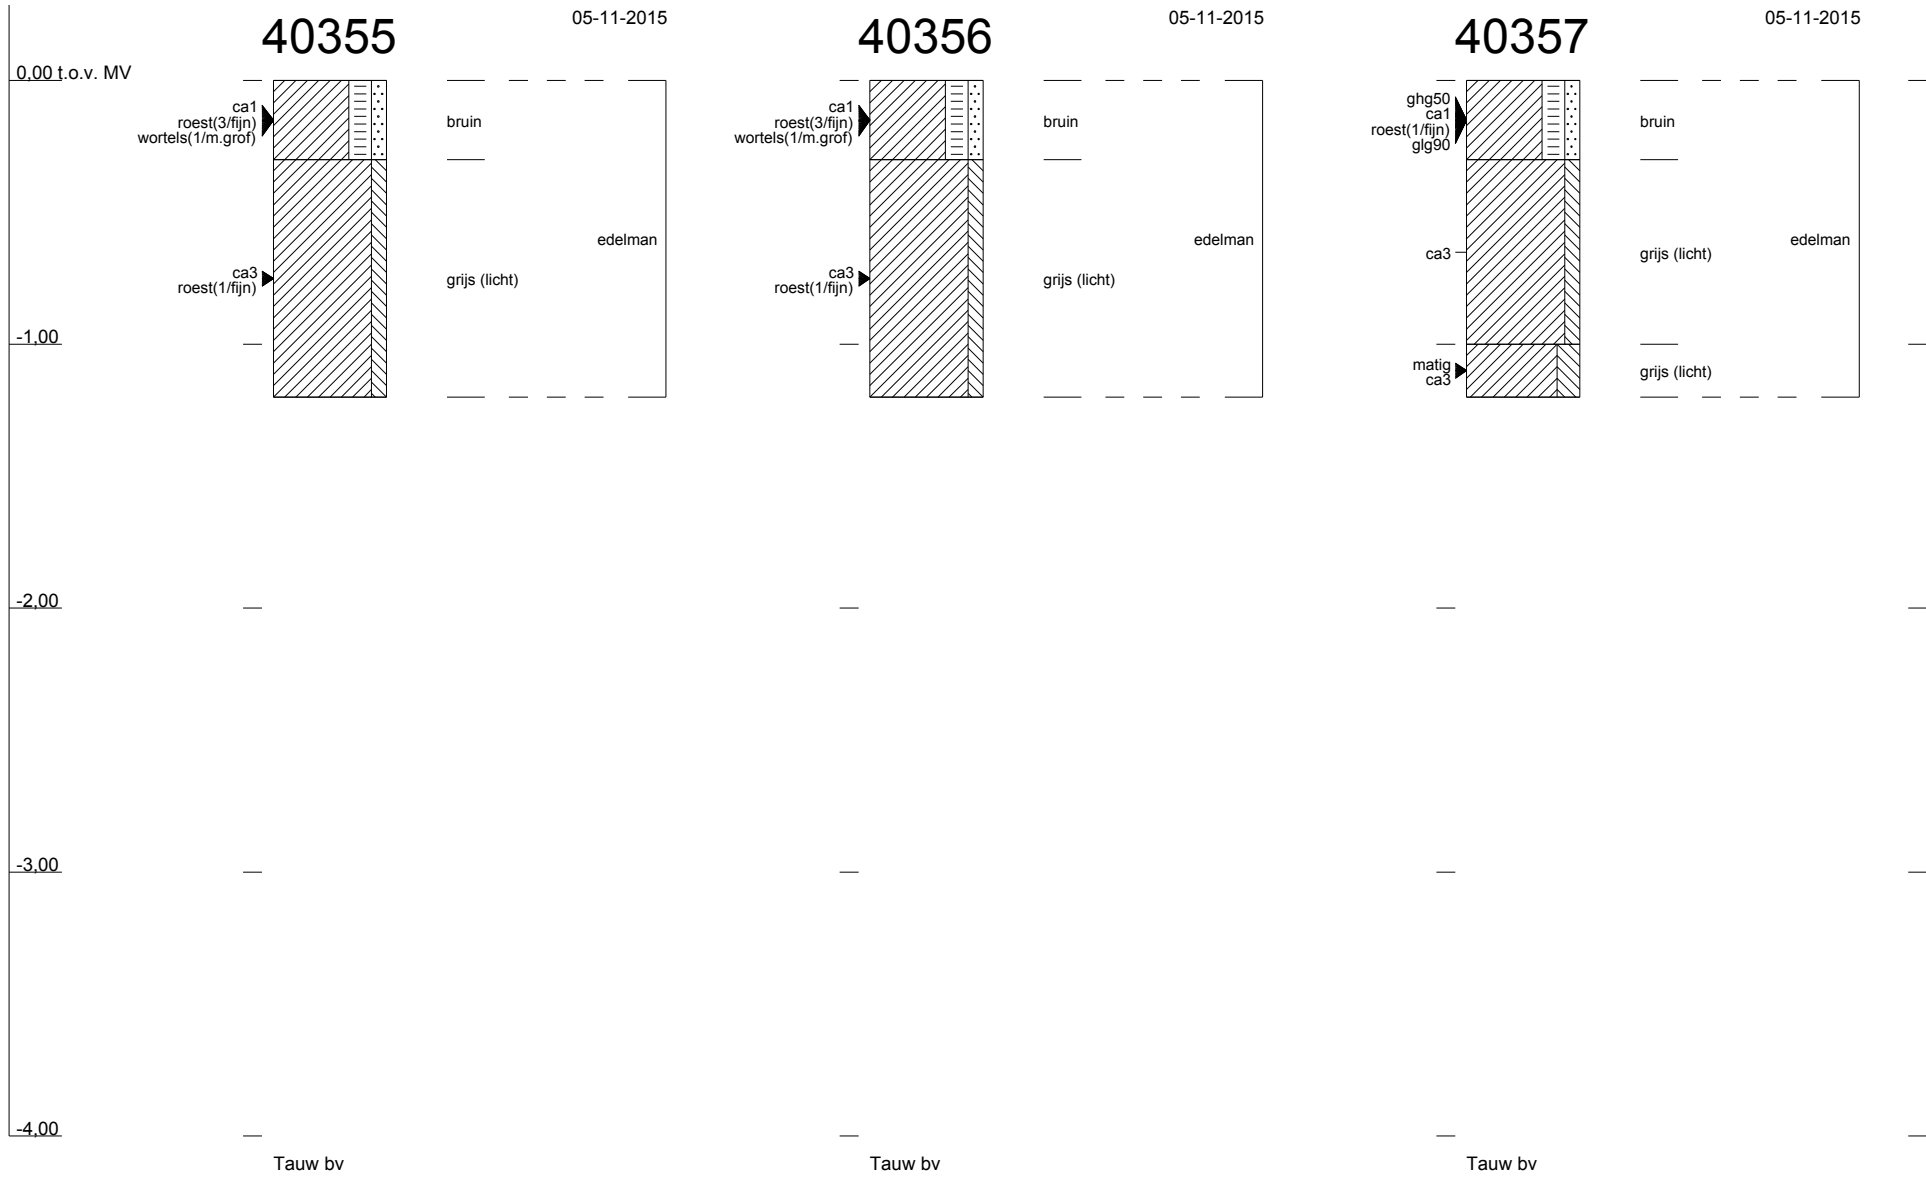 40355
05-11-2015
40356
05-11-2015
40357
05-11-2015
0,00 t.o.v. MV
ca1
roest(3/fijn)
wortels(1/m.grof)
bruin
ca3
roest(1/fijn)
grijs (licht)
edelman
ca1
roest(3/fijn)
wortels(1/m.grof)
bruin
ca3
roest(1/fijn)
grijs (licht)
edelman
ghg50
ca1
roest(1/fijn)
glg90
bruin
ca3
grijs (licht)
edelman
matig
ca3
grijs (licht)
-1,00
-2,00
-3,00
-4,00
Tauw bv
Tauw bv
Tauw bv